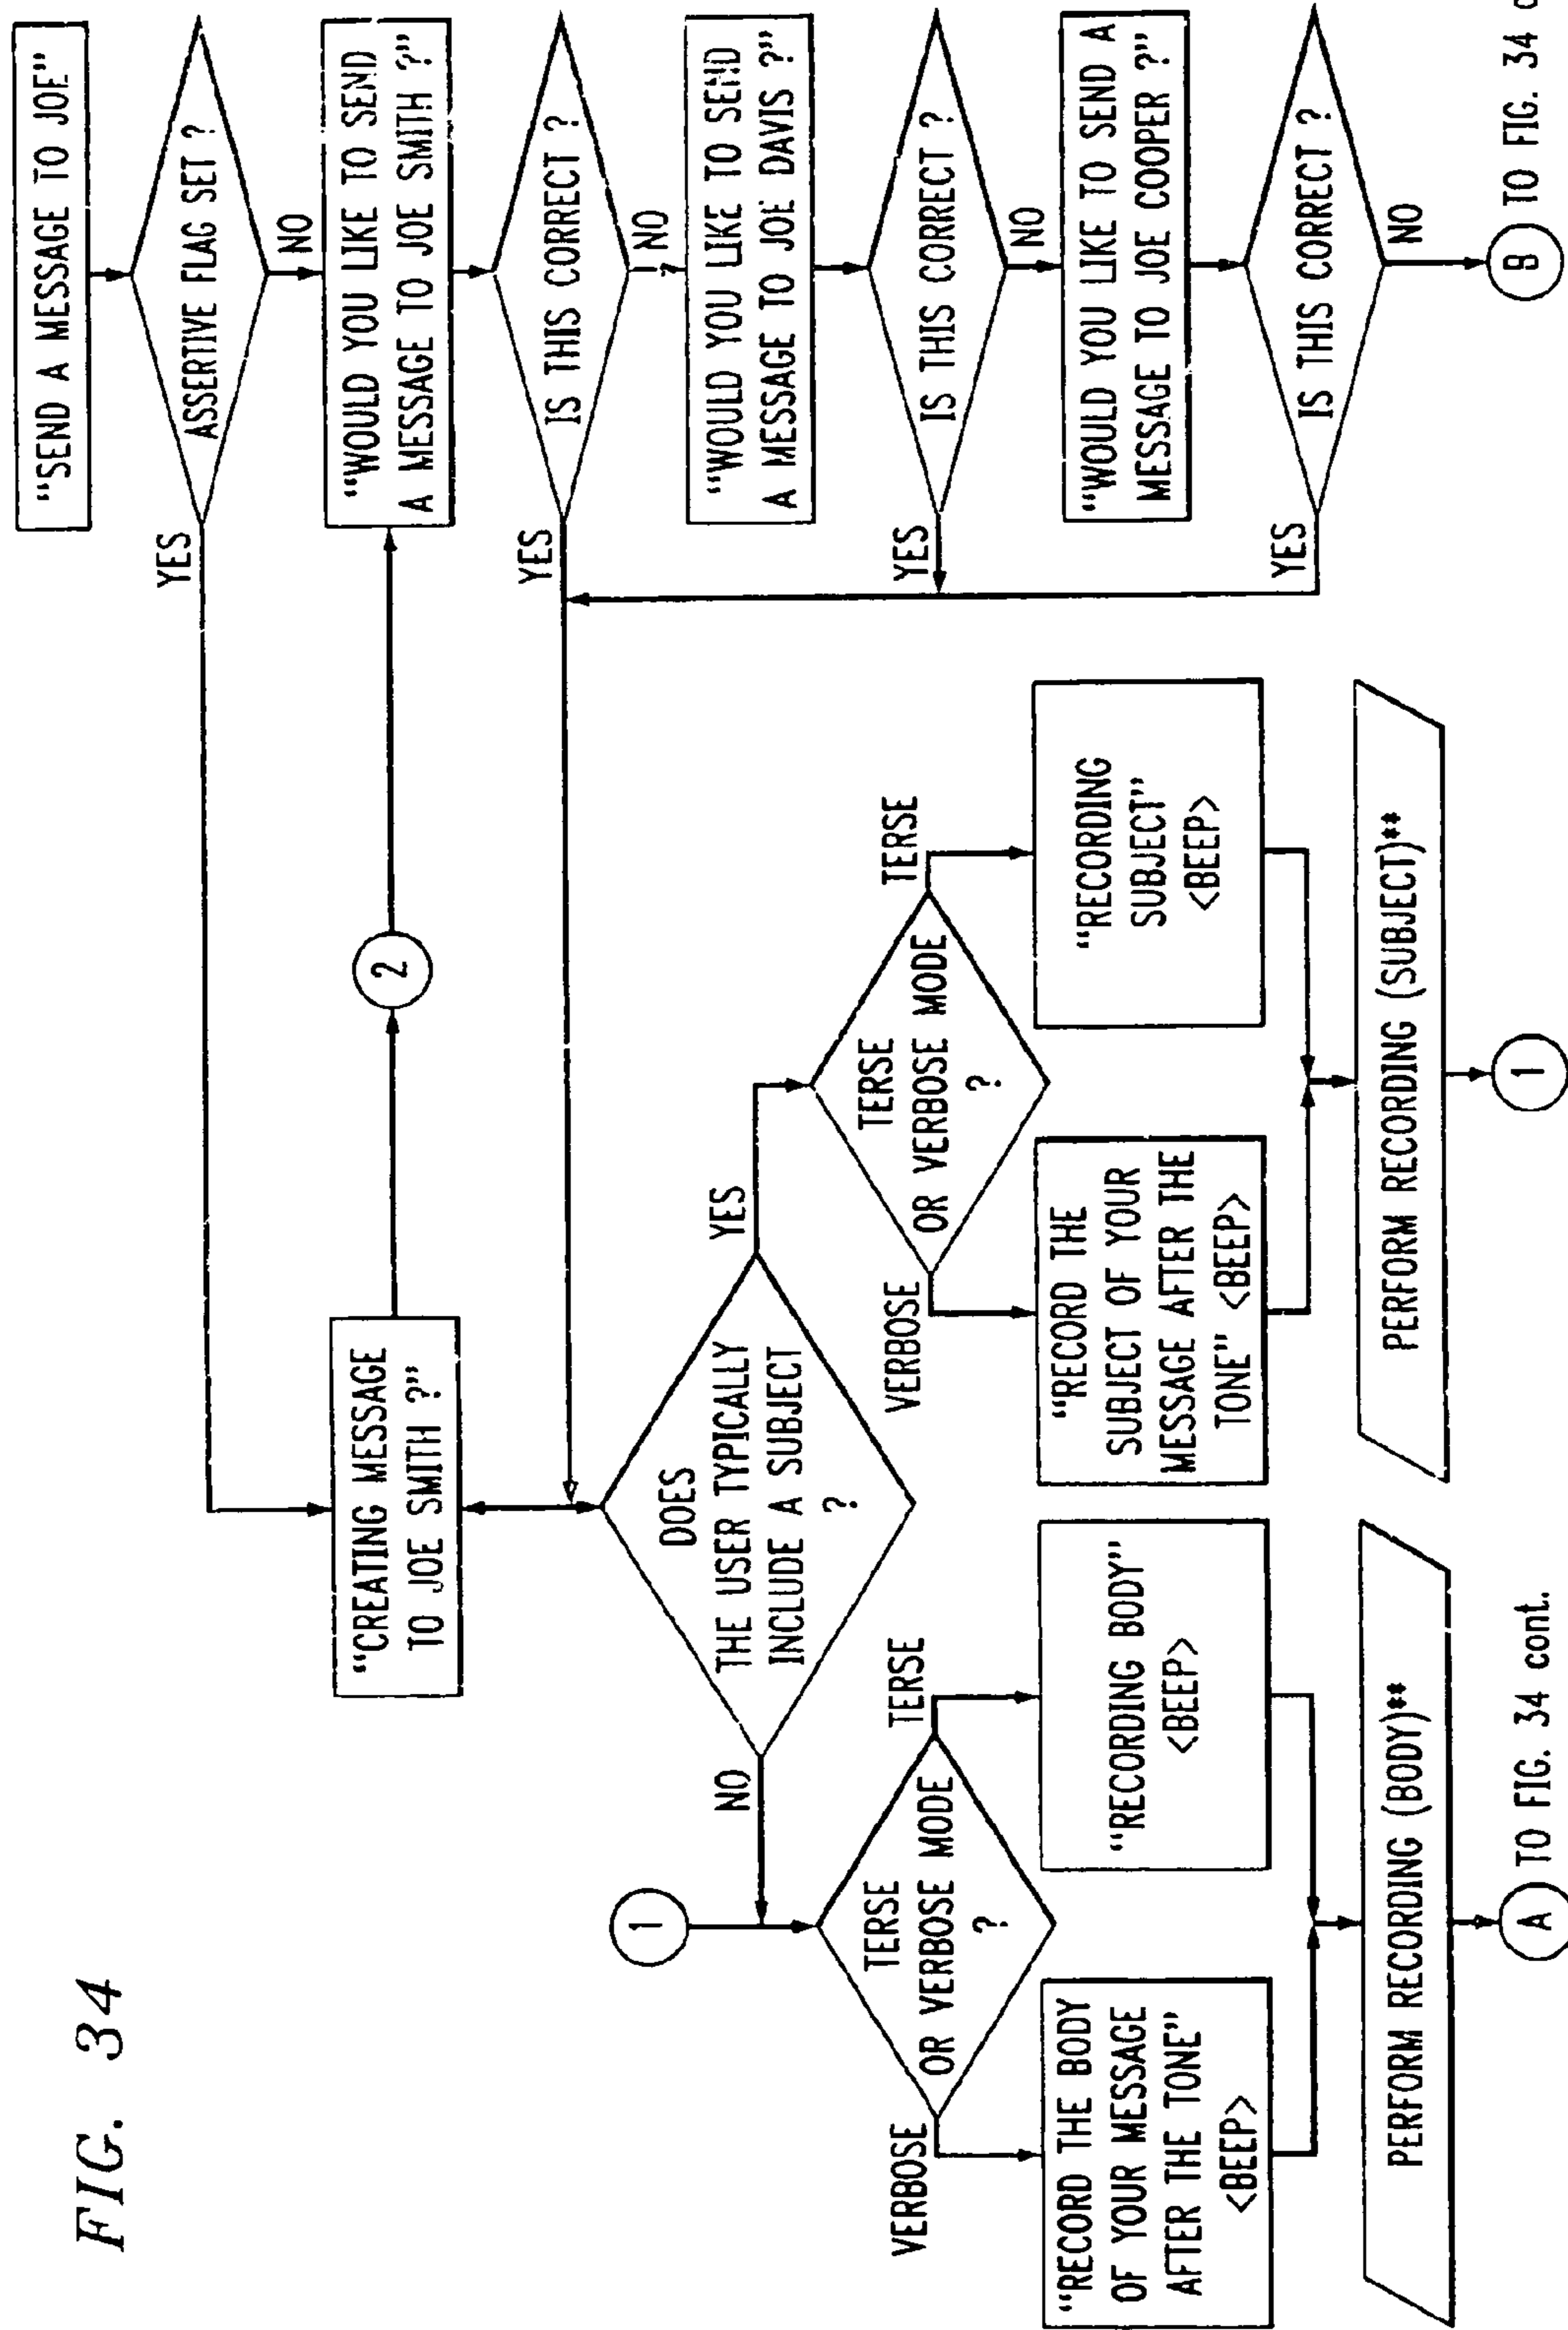 FIG. 34
"SEND A MESSAGE TO JOE"
ASSERTIVE FLAG SET ?
YES
NO
"WOULD YOU LIKE TO SEND
A MESSAGE TO JOE SMITH ?"
IS THIS CORRECT ?
YES
NO
"WOULD YOU LIKE TO SEND
A MESSAGE TO JOE DAVIS ?"
IS THIS CORRECT ?
YES
NO
"WOULD YOU LIKE TO SEND A
MESSAGE TO JOE COOPER ?"
IS THIS CORRECT ?
YES
NO
B TO FIG. 34
2
"CREATING MESSAGE
TO JOE SMITH ?"
DOES
THE USER TYPICALLY
INCLUDE A SUBJECT
?
YES
NO
TERSE
OR VERBOSE MODE
?
VERBOSE
TERSE
"RECORD THE
SUBJECT OF YOUR
MESSAGE AFTER THE
TONE" <BEEP>
"RECORDING
SUBJECT"
<BEEP>
PERFORM RECORDING (SUBJECT)**
1
1
TERSE
OR VERBOSE MODE
?
VERBOSE
TERSE
"RECORD THE BODY
OF YOUR MESSAGE
AFTER THE TONE"
<BEEP>
"RECORDING BODY"
<BEEP>
PERFORM RECORDING (BODY)**
A TO FIG. 34 cont.